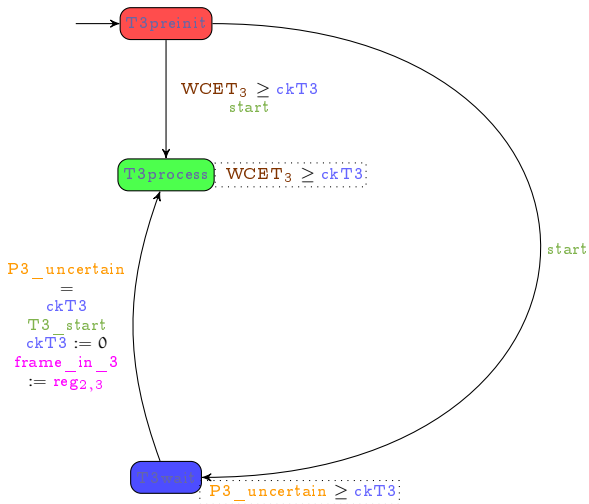 T3preinit
WCET₃ ≥ ckT3
start
T3process
WCET₃ ≥ ckT3
start
P3_uncertain
=
ckT3
T3_start
ckT3 := 0
frame_in_3
:= reg₂,₃
T3wait
P3_uncertain ≥ ckT3